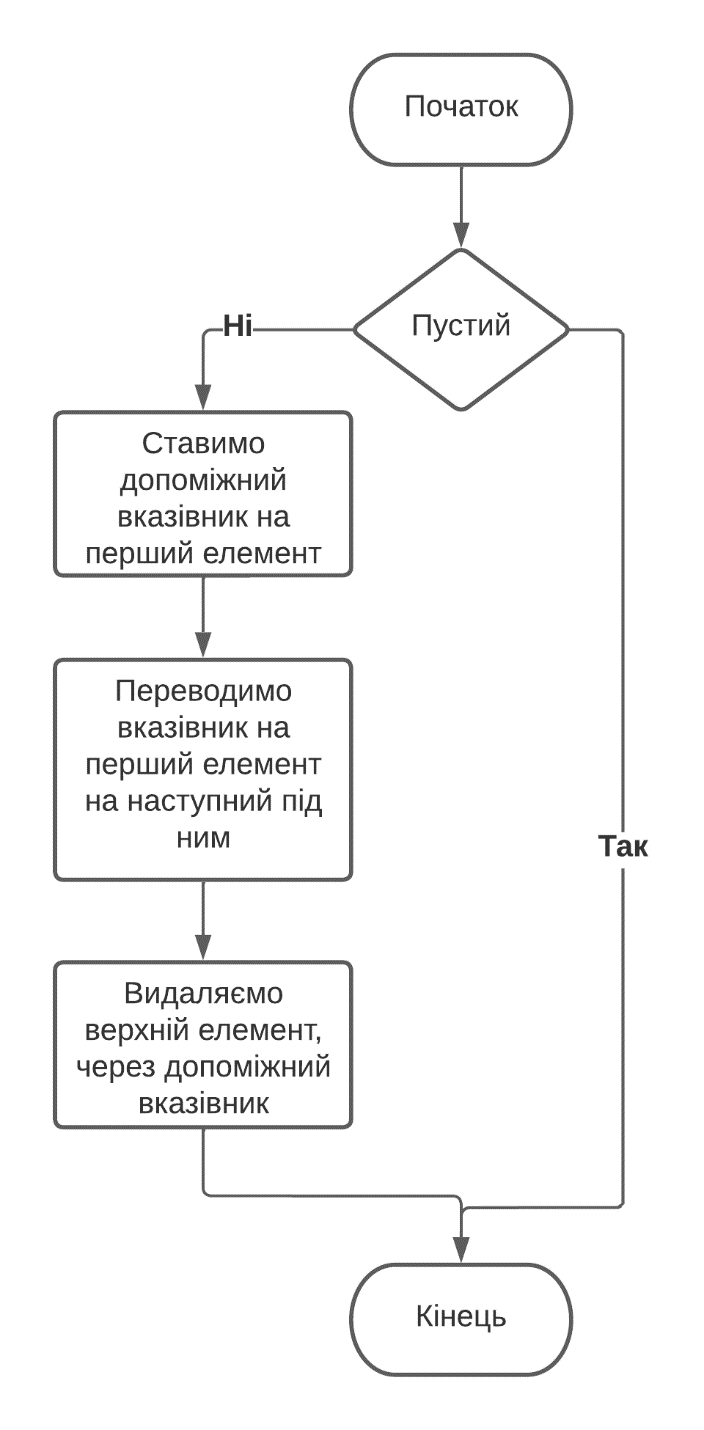 Початок
Пустий
Ні
Ставимо
допоміжний
вказівник на
перший елемент
Переводимо
вказівник на
перший елемент
на наступний під
ним
Так
Видаляємо
верхній елемент,
через допоміжний
вказівник
Кінець